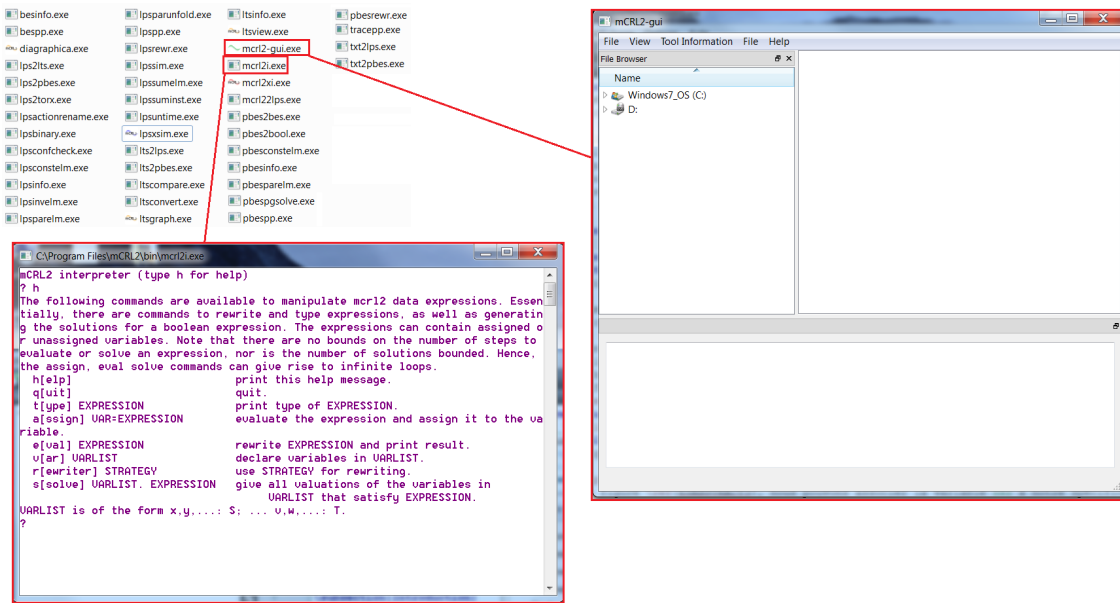 besinfo.exe
bespp.exe
diagraphica.exe
lps2lts.exe
lps2pbes.exe
lps2torx.exe
lpsactionrename.exe
lpsbinary.exe
lpsconfcheck.exe
lpsconstelm.exe
lpsinfo.exe
lpsinvelm.exe
lpsparelm.exe
lpsparunfold.exe
lpspp.exe
lpsrewr.exe
lpssim.exe
lpssumelm.exe
lpssuminst.exe
lpsuntime.exe
lpsxsim.exe
lts2lps.exe
lts2pbes.exe
ltscompare.exe
ltsconvert.exe
ltsgraph.exe
ltsinfo.exe
ltsview.exe
mcrl2-gui.exe
mcrl2i.exe
mcrl2xi.exe
mcrl22lps.exe
pbes2bes.exe
pbes2bool.exe
pbesconstelm.exe
pbesinfo.exe
pbesparelm.exe
pbespgsolve.exe
pbespp.exe
pbesrewr.exe
tracepp.exe
txt2lps.exe
txt2pbes.exe
mCRL2-gui
File View Tool Information File Help
File Browser
Name
Windows7_OS (C:)
D:
C:\Program Files\mCRL2\bin\mcrl2i.exe
mCRL2 interpreter (type h for help)
? h
The following commands are available to manipulate mcrl2 data expressions. Essen
tially, there are commands to rewrite and type expressions, as well as generatin
g the solutions for a boolean expression. The expressions can contain assigned o
r unassigned variables. Note that there are no bounds on the number of steps to
evaluate or solve an expression, nor is the number of solutions bounded. Hence,
the assign, eval solve commands can give rise to infinite loops.
h[elp] print this help message.
q[uit] quit.
t[ype] EXPRESSION print type of EXPRESSION.
a[ssign] VAR=EXPRESSION evaluate the expression and assign it to the va
riable.
e[val] EXPRESSION rewrite EXPRESSION and print result.
v[ar] VARLIST declare variables in VARLIST.
r[ewriter] STRATEGY use STRATEGY for rewriting.
s[solve] VARLIST. EXPRESSION give all valuations of the variables in
VARLIST that satisfy EXPRESSION.
VARLIST is of the form x,y,...: S; ... v,w,...: T.
?